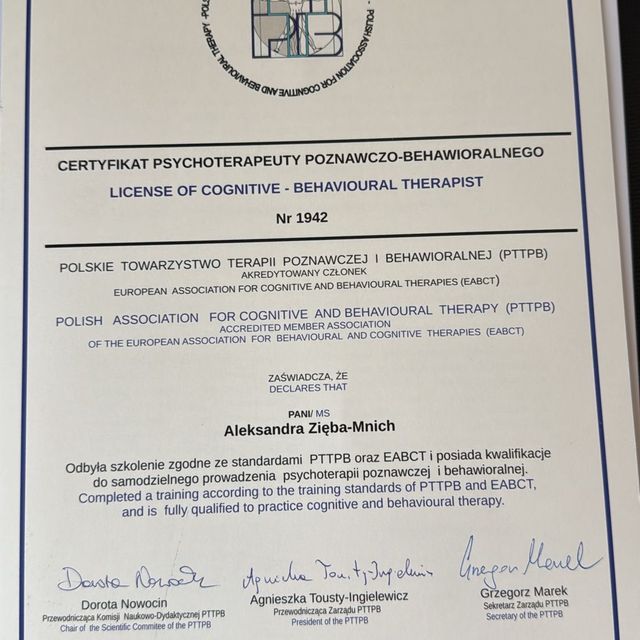 POLISH ASSOCIATION FOR COGNITIVE AND BEHAVIOURAL THERAPY
CERTYFIKAT PSYCHOTERAPEUTY POZNAWCZO-BEHAWIORALNEGO
LICENSE OF COGNITIVE - BEHAVIOURAL THERAPIST
Nr 1942
POLSKIE TOWARZYSTWO TERAPII POZNAWCZEJ I BEHAWIORALNEJ (PTTPB)
AKREDYTOWANY CZŁONEK
EUROPEAN ASSOCIATION FOR COGNITIVE AND BEHAVIOURAL THERAPIES (EABCT)
POLISH ASSOCIATION FOR COGNITIVE AND BEHAVIOURAL THERAPY (PTTPB)
ACCREDITED MEMBER ASSOCIATION
OF THE EUROPEAN ASSOCIATION FOR BEHAVIOURAL AND COGNITIVE THERAPIES (EABCT)
ZAŚWIADCZA, ŻE
DECLARES THAT
PANI/ MS
Aleksandra Zięba-Mnich
Odbyła szkolenie zgodne ze standardami PTTPB oraz EABCT i posiada kwalifikacje
do samodzielnego prowadzenia psychoterapii poznawczej i behawioralnej.
Completed a training according to the training standards of PTTPB and EABCT,
and is fully qualified to practice cognitive and behavioural therapy.
Dorota Nowocin
Przewodnicząca Komisji Naukowo-Dydaktycznej PTTPB
Chair of the Scientific Commitee of the PTTPB
Agnieszka Tousty-Ingielewicz
Przewodnicząca Zarządu PTTPB
President of the PTTPB
Grzegorz Marek
Sekretarz Zarządu PTTPB
Secretary of the PTTPB